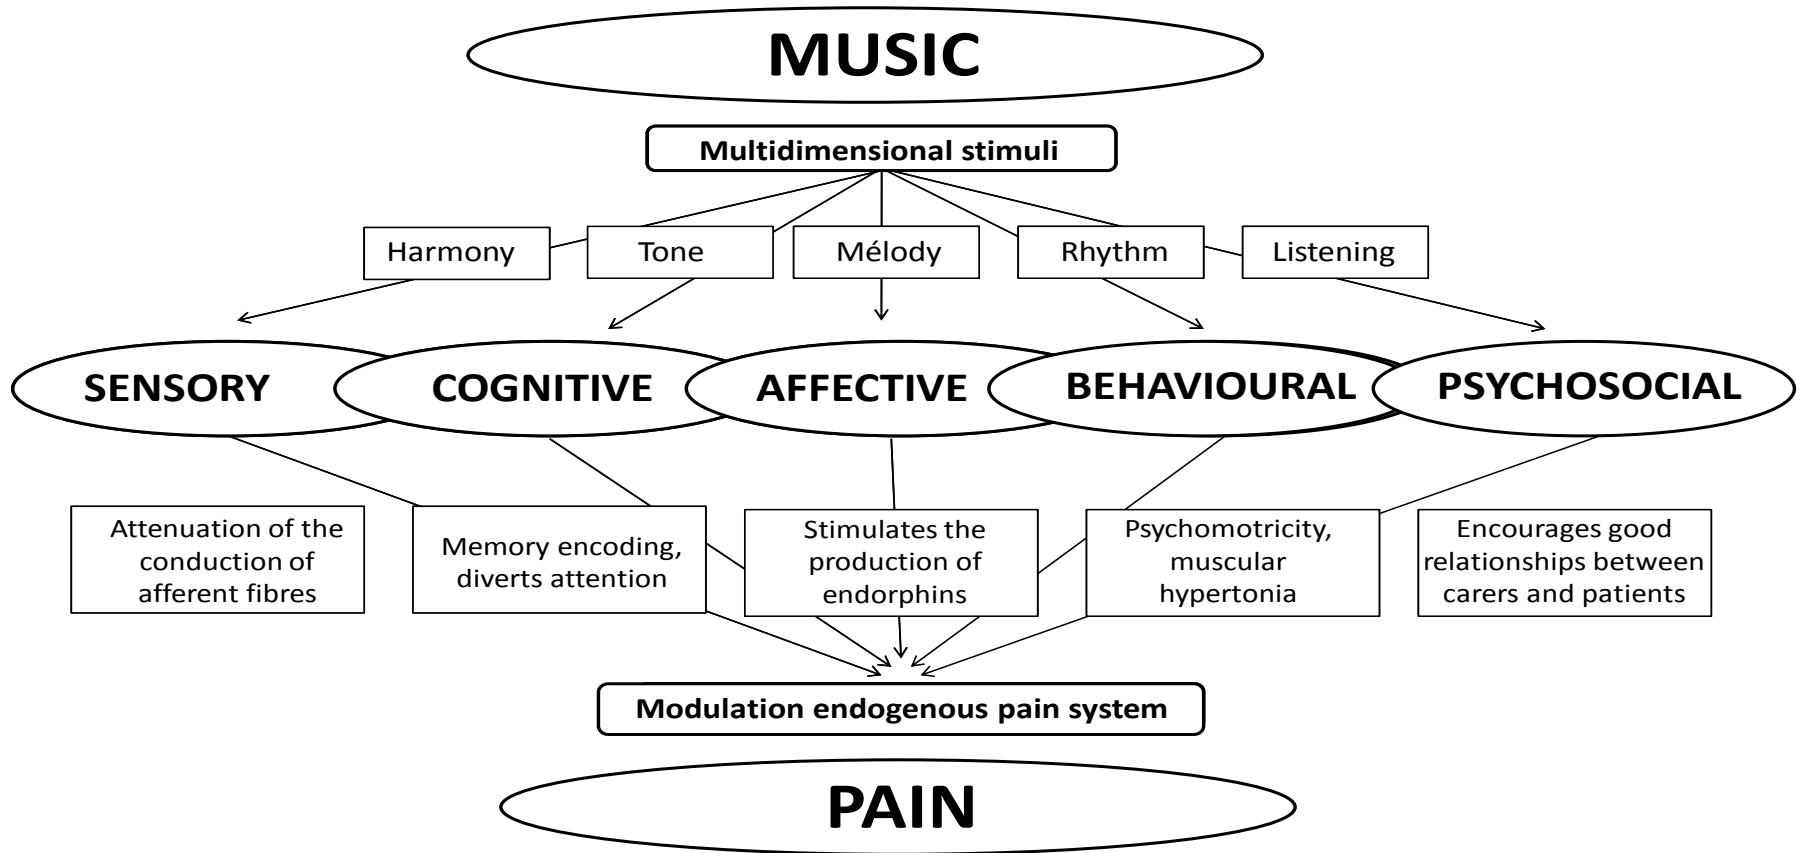 MUSIC
Multidimensional stimuli
Harmony
Tone
Mélody
Rhythm
Listening
SENSORY
COGNITIVE
AFFECTIVE
BEHAVIOURAL
PSYCHOSOCIAL
Attenuation of the
conduction of
afferent fibres
Memory encoding,
diverts attention
Stimulates the
production of
endorphins
Psychomotricity,
muscular
hypertonia
Encourages good
relationships between
carers and patients
Modulation endogenous pain system
PAIN